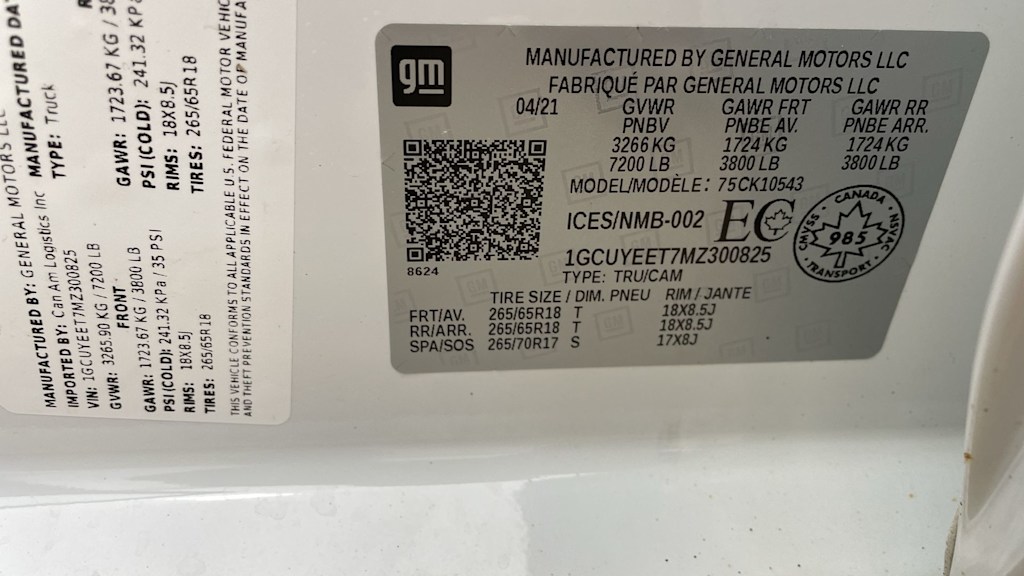 MANUFACTURED BY: GENERAL MOTORS LLC
MANUFACTURED
IMPORTED BY: Can Am Logistics Inc
VIN: 1GCUYEET7MZ300825
TYPE: Truck
GVWR: 3265.90 KG / 7200 LB
FRONT
GAWR: 1723.67 KG / 3800 LB
GAWR: 1723.67 KG /
PSI (COLD): 241.32 KPa / 35 PSI
PSI (COLD): 241.32 KPa
RIMS: 18X8.5J
RIMS: 18X8.5J
TIRES: 265/65R18
TIRES: 265/65R18
THIS VEHICLE CONFORMS TO ALL APPLICABLE U.S. FEDERAL MOTOR
AND THEFT PREVENTION STANDARDS IN EFFECT ON THE DATE OF
gm
MANUFACTURED BY GENERAL MOTORS LLC
FABRIQUÉ PAR GENERAL MOTORS LLC
04/21 GVWR GAWR FRT GAWR RR
PNBV PNBE AV. PNBE ARR.
3266 KG 1724 KG 1724 KG
7200 LB 3800 LB 3800 LB
MODEL/MODÈLE: 75CK10543
ICES/NMB-002 EC
CANADA
CMVSS 985 NSVAC
TRANSPORT
1GCUYEET7MZ300825
8624
TYPE: TRU/CAM
TIRE SIZE / DIM. PNEU RIM / JANTE
FRT/AV. 265/65R18 T 18X8.5J
RR/ARR. 265/65R18 T 18X8.5J
SPA/SOS 265/70R17 S 17X8J